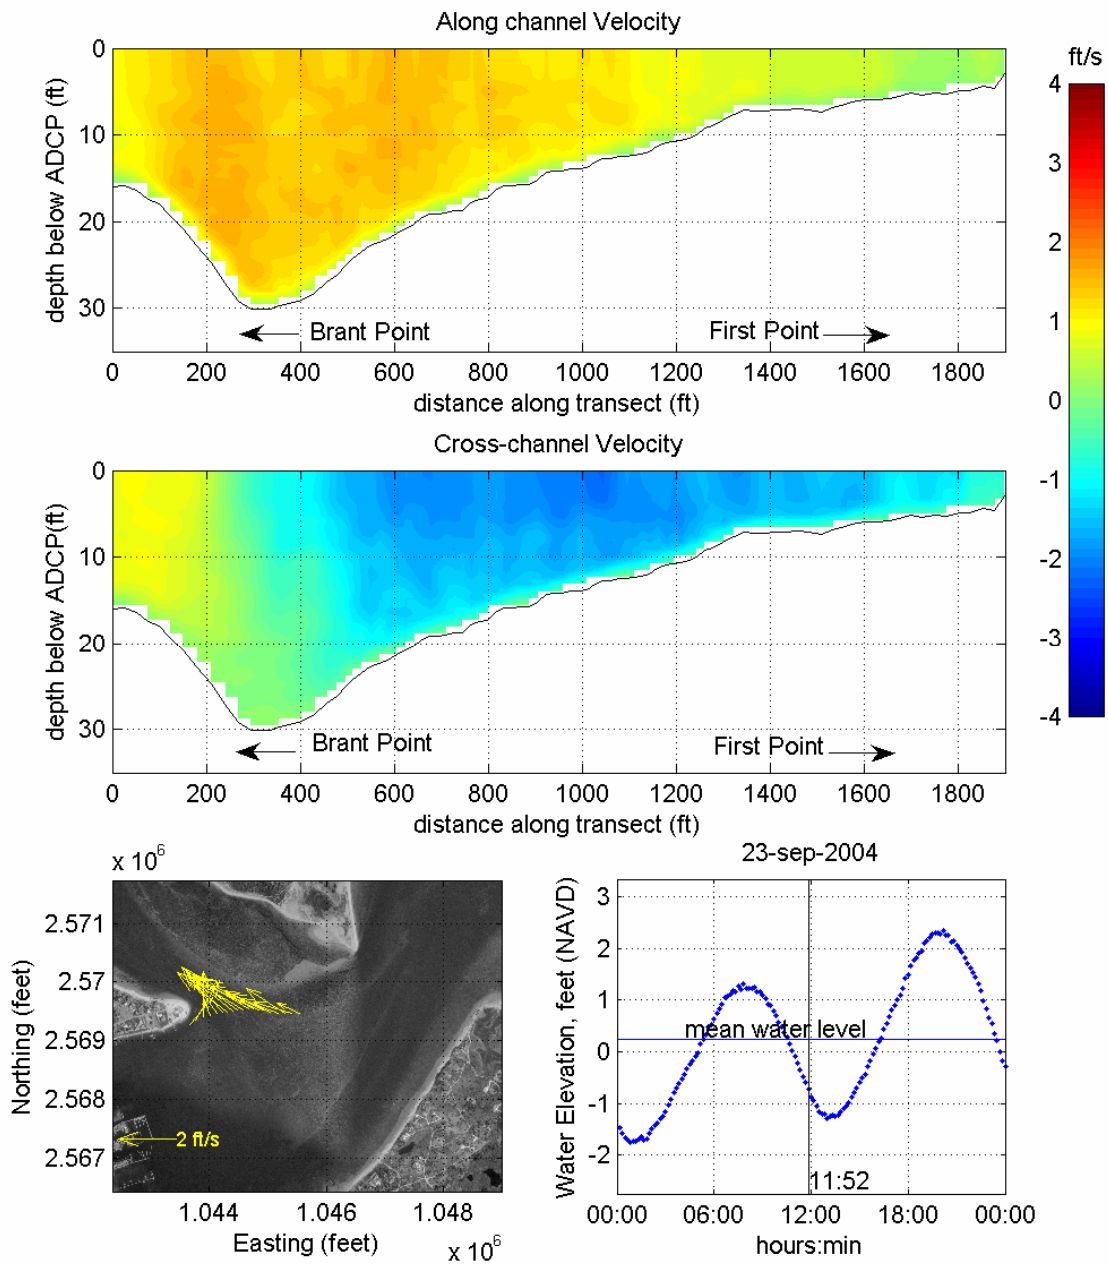 Along channel Velocity
ft/s
depth below ADCP (ft)
0
10
20
30
Brant Point
First Point
0 200 400 600 800 1000 1200 1400 1600 1800
distance along transect (ft)
4
3
2
1
0
-1
-2
-3
-4
Cross-channel Velocity
depth below ADCP(ft)
0
10
20
30
Brant Point
First Point
0 200 400 600 800 1000 1200 1400 1600 1800
distance along transect (ft)
x 10^6
Northing (feet)
2.571
2.57
2.569
2.568
2.567
2 ft/s
1.044 1.046 1.048
Easting (feet)
x 10^6
23-sep-2004
Water Elevation, feet (NAVD)
3
2
1
0
-1
-2
mean water level
11:52
00:00 06:00 12:00 18:00 00:00
hours:min